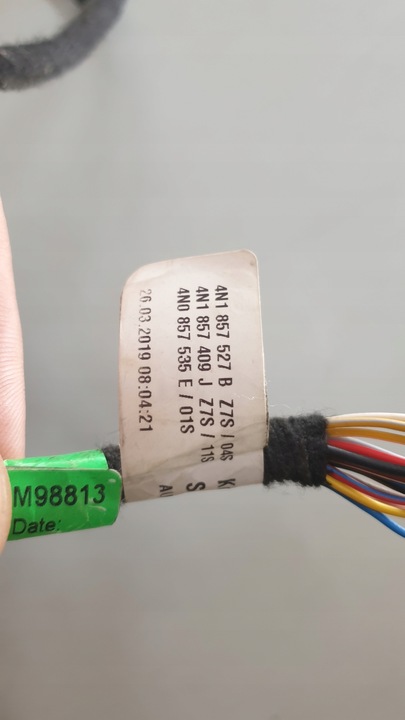 4N1 857 527 B Z7S / 04S
4N1 857 409 J Z7S / 11S
4N0 857 535 E / 01S
26.03.2019 08:04:21
M98813
Date: